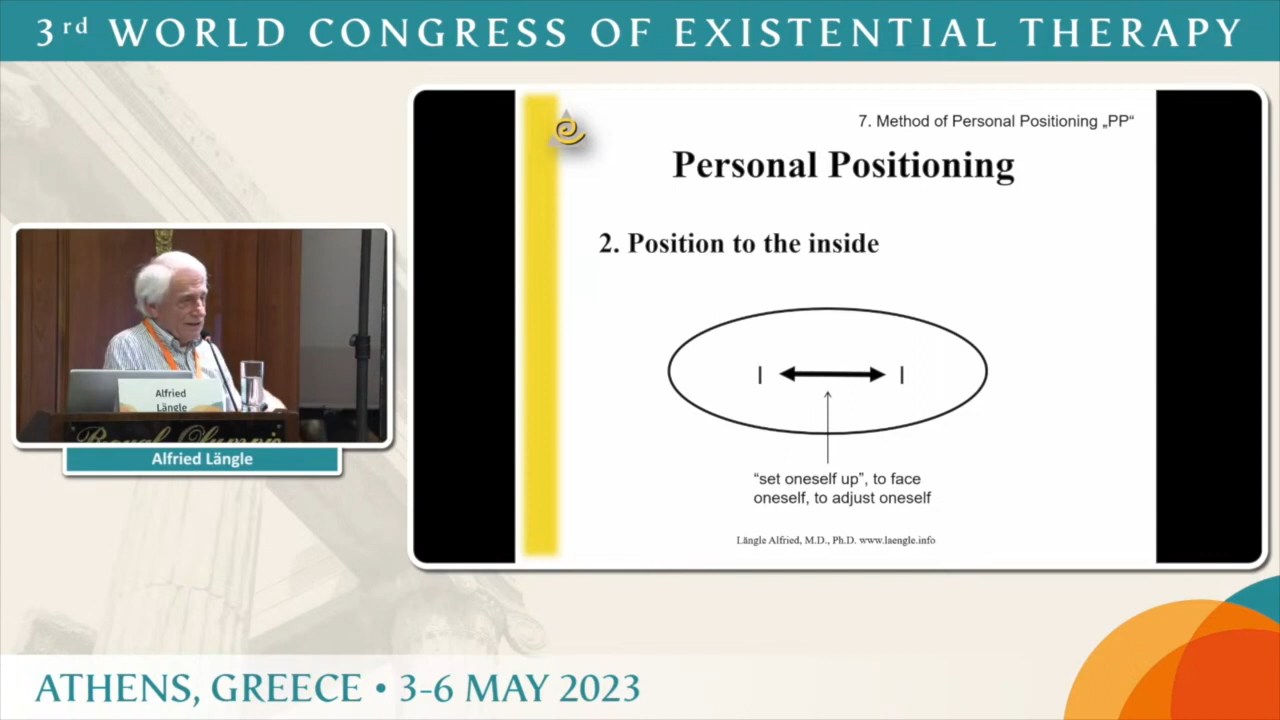 3rd WORLD CONGRESS OF EXISTENTIAL THERAPY
7. Method of Personal Positioning „PP“
Personal Positioning
2. Position to the inside
I I
“set oneself up”, to face
oneself, to adjust oneself
Längle Alfried, M.D., Ph.D. www.laengle.info
Alfried
Längle
Royal Olympic
Alfried Längle
ATHENS, GREECE • 3-6 MAY 2023